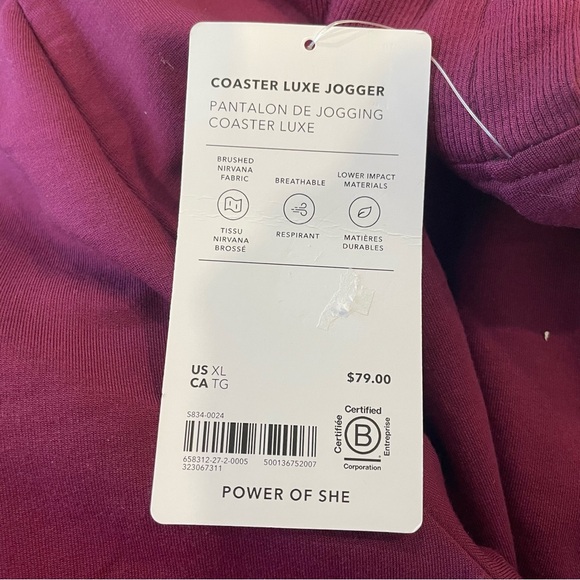 COASTER LUXE JOGGER
PANTALON DE JOGGING
COASTER LUXE
BRUSHED
NIRVANA
FABRIC
TISSU
NIRVANA
BROSSÉ
BREATHABLE
RESPIRANT
LOWER IMPACT
MATERIALS
MATIÈRES
DURABLES
US XL
CA TG
$79.00
S834-0024
658312-27-2-0005 S00136752007
323067311
Certified
Certifiée
B
Entreprise
Corporation
POWER OF SHE